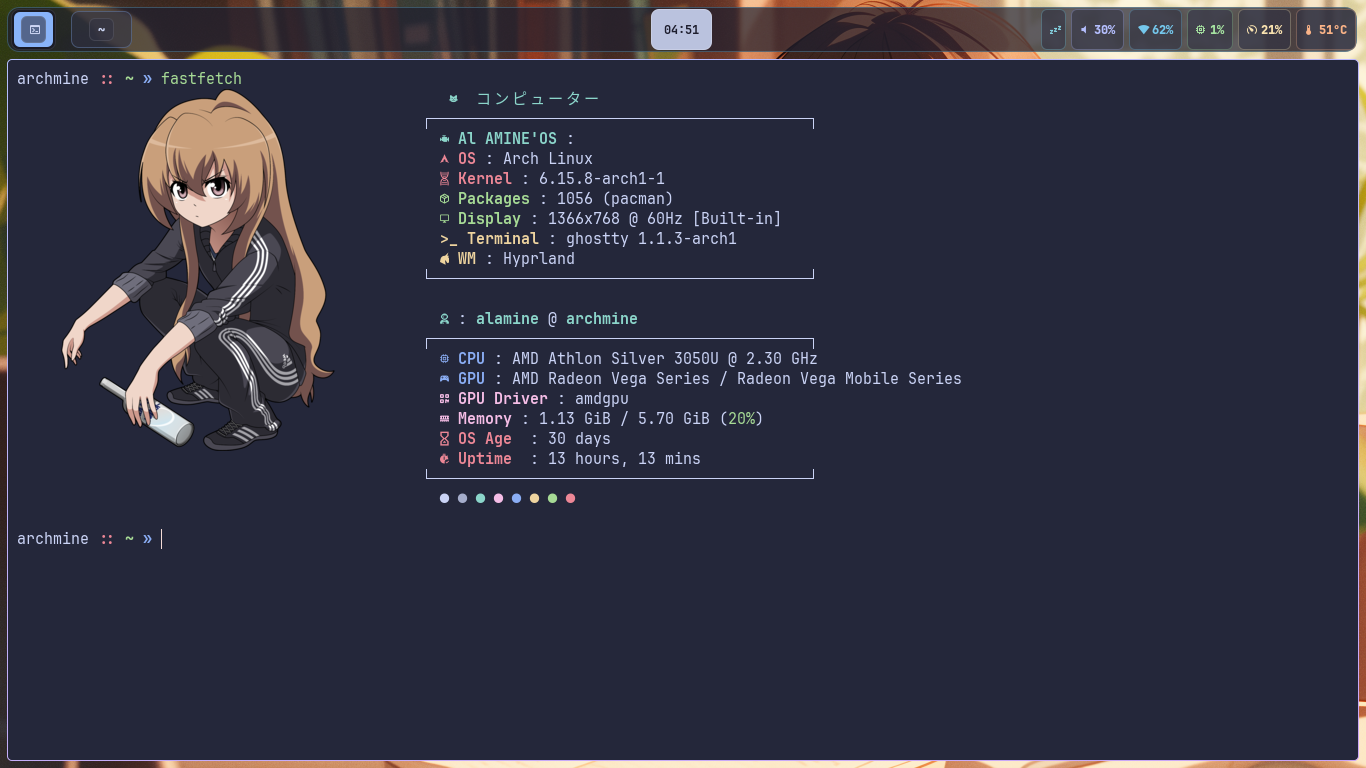 ~
04:51
zzz
30%
62%
1%
21%
51°C
archmine :: ~ » fastfetch
コンピューター
Al AMINE'OS :
OS : Arch Linux
Kernel : 6.15.8-arch1-1
Packages : 1056 (pacman)
Display : 1366x768 @ 60Hz [Built-in]
>_ Terminal : ghostty 1.1.3-arch1
WM : Hyprland
: alamine @ archmine
CPU : AMD Athlon Silver 3050U @ 2.30 GHz
GPU : AMD Radeon Vega Series / Radeon Vega Mobile Series
GPU Driver : amdgpu
Memory : 1.13 GiB / 5.70 GiB (20%)
OS Age  : 30 days
Uptime  : 13 hours, 13 mins
archmine :: ~ »